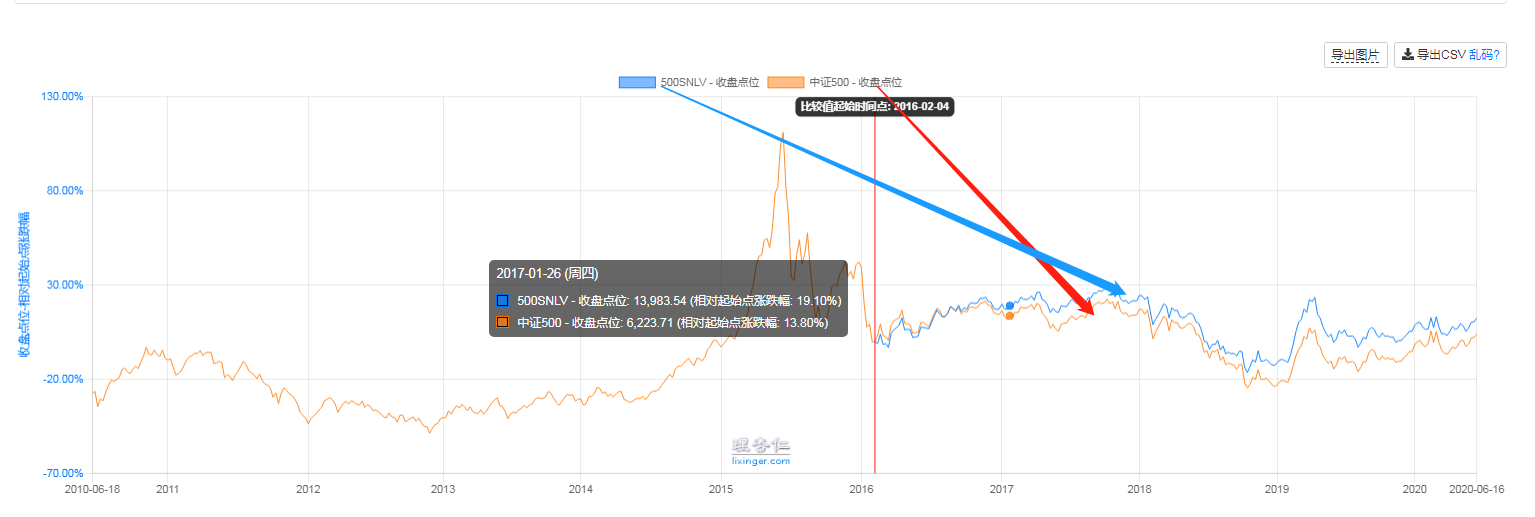 导出图片
导出CSV 乱码?
500SNLV - 收盘点位
中证500 - 收盘点位
比较值起始时间点: 2016-02-04
130.00%
80.00%
30.00%
-20.00%
-70.00%
收盘点位-相对起始点涨跌幅
2017-01-26 (周四)
500SNLV - 收盘点位: 13,983.54 (相对起始点涨跌幅: 19.10%)
中证500 - 收盘点位: 6,223.71 (相对起始点涨跌幅: 13.80%)
理杏仁
lixinger.com
2010-06-18
2011
2012
2013
2014
2015
2016
2017
2018
2019
2020
2020-06-16